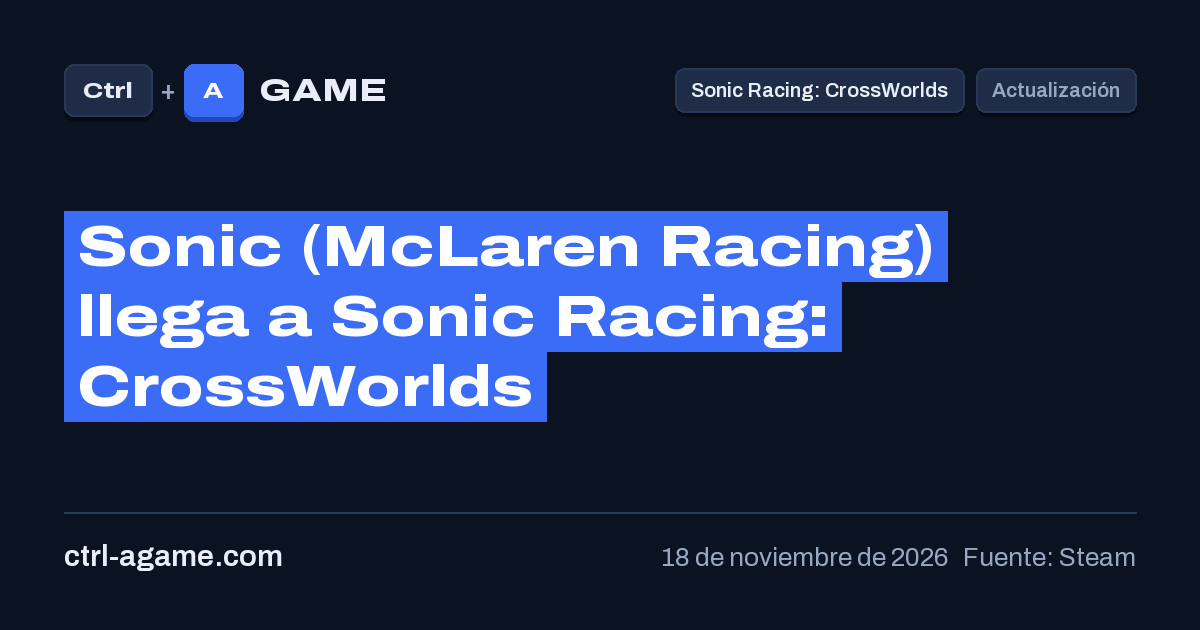 Ctrl + A GAME
Sonic Racing: CrossWorlds
Actualización
Sonic (McLaren Racing)
llega a Sonic Racing:
CrossWorlds
ctrl-agame.com
18 de noviembre de 2026 Fuente: Steam